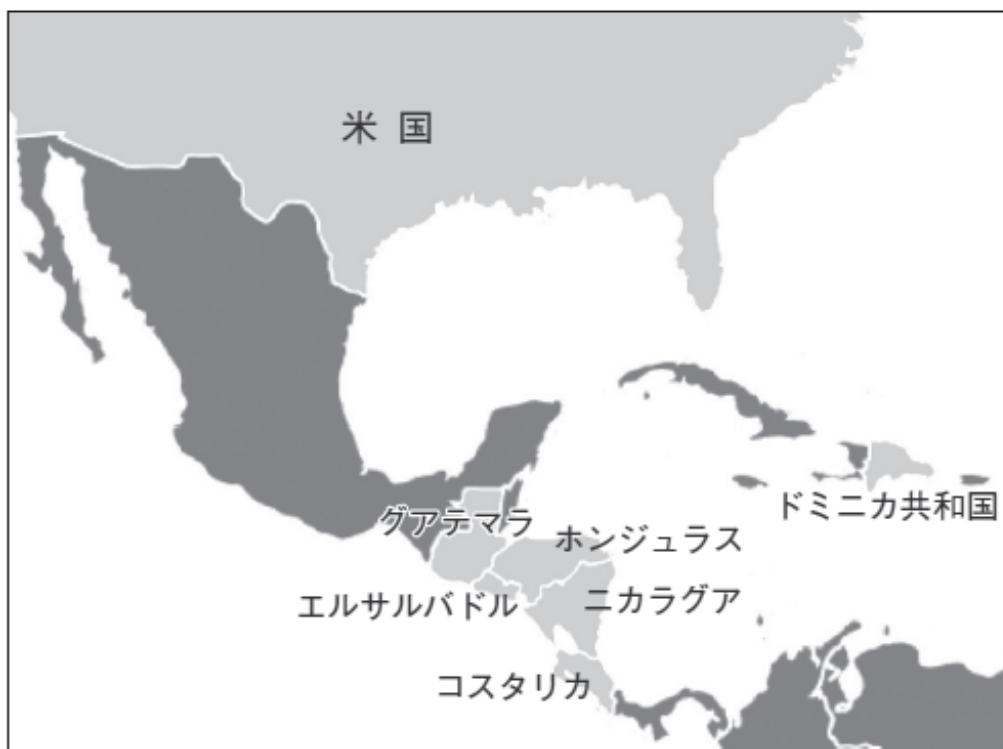 米国
ドミニカ共和国
グアテマラ
ホンジュラス
エルサルバドル
ニカラグア
コスタリカ